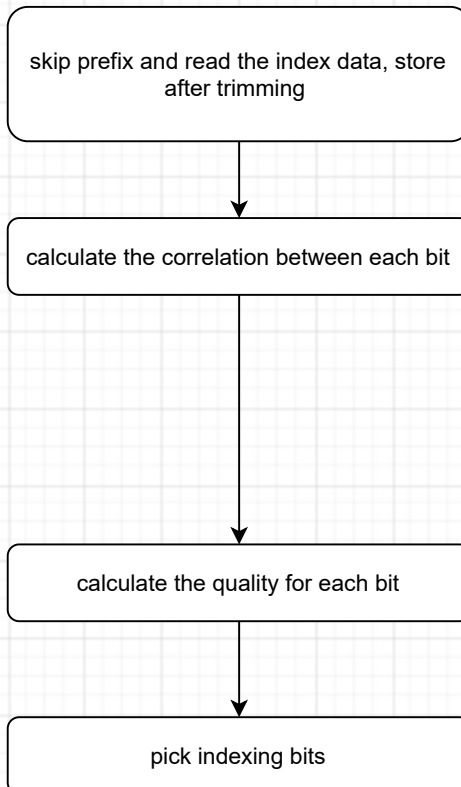 skip prefix and read the index data, store
after trimming
calculate the correlation between each bit
calculate the quality for each bit
pick indexing bits